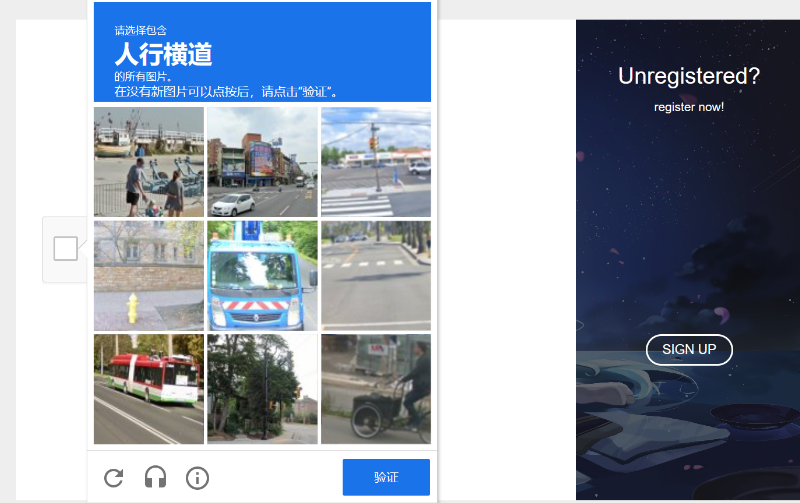 请选择包含
人行横道
的所有图片。
在没有新图片可以点按后，请点击“验证”。
验证
Unregistered?
register now!
SIGN UP